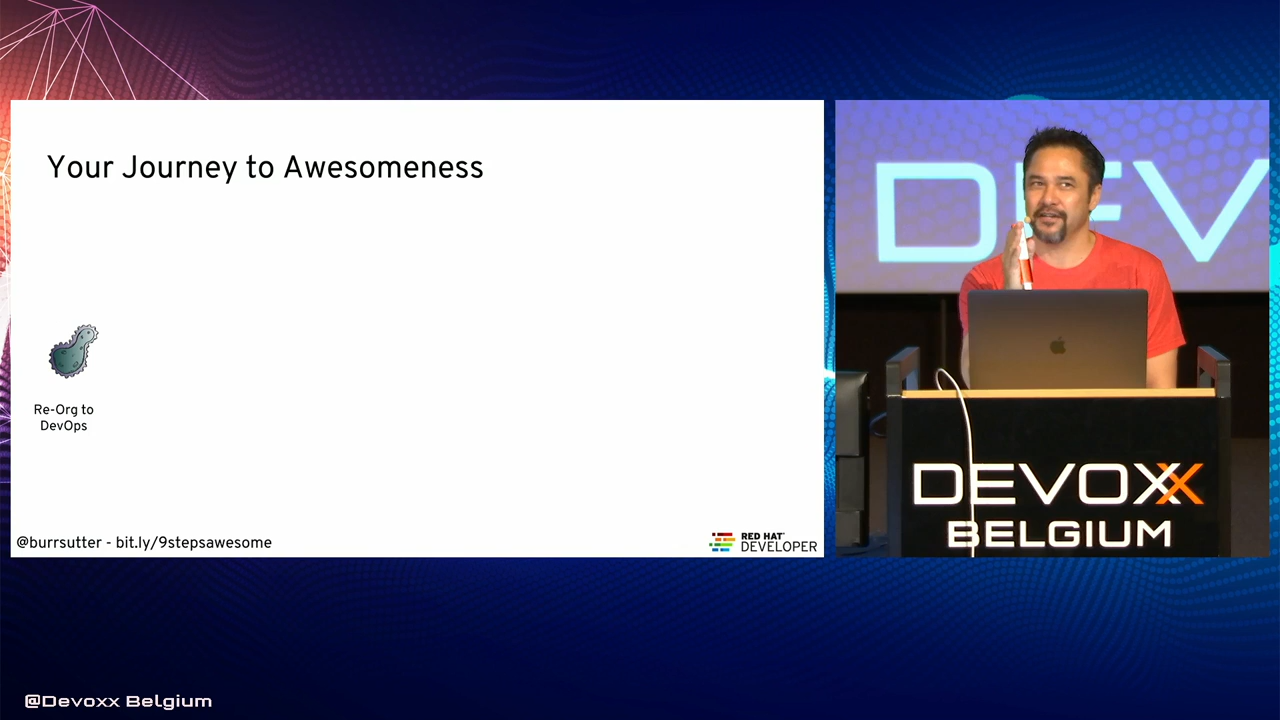 Your Journey to Awesomeness
Re-Org to
DevOps
@burrsutter - bit.ly/9stepsawesome
RED HAT
DEVELOPER
DEV
DEVOXX
BELGIUM
@Devoxx Belgium